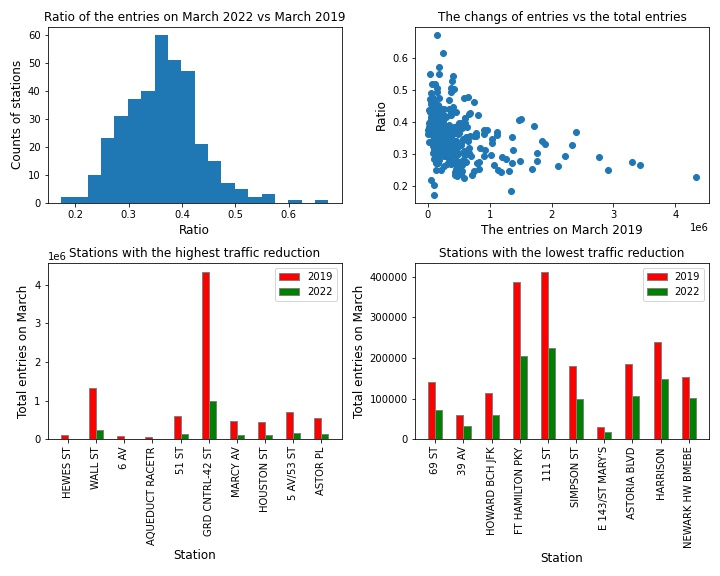 Ratio of the entries on March 2022 vs March 2019
Counts of stations
60
50
40
30
20
10
0
0.2 0.3 0.4 0.5 0.6
Ratio
The changs of entries vs the total entries
Ratio
0.6
0.5
0.4
0.3
0.2
0 1 2 3 4
1e6
The entries on March 2019
Stations with the highest traffic reduction
1e6
Total entries on March
4
3
2
1
0
2019
2022
HEWES ST
WALL ST
6 AV
AQUEDUCT RACETR
51 ST
GRD CNTRL-42 ST
MARCY AV
HOUSTON ST
5 AV/53 ST
ASTOR PL
Station
Stations with the lowest traffic reduction
Total entries on March
400000
300000
200000
100000
0
2019
2022
69 ST
39 AV
HOWARD BCH JFK
FT HAMILTON PKY
111 ST
SIMPSON ST
E 143/ST MARY'S
ASTORIA BLVD
HARRISON
NEWARK HW BMEBE
Station